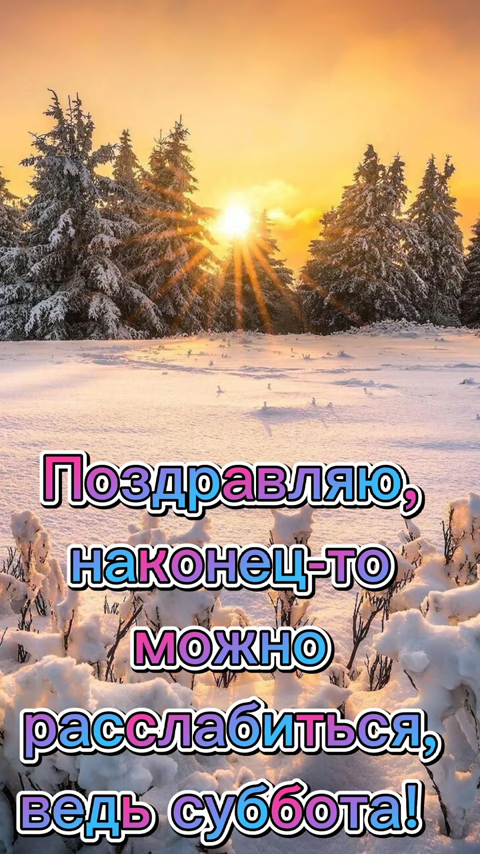 Поздравляю,
наконец-то
можно
расслабиться,
ведь суббота!